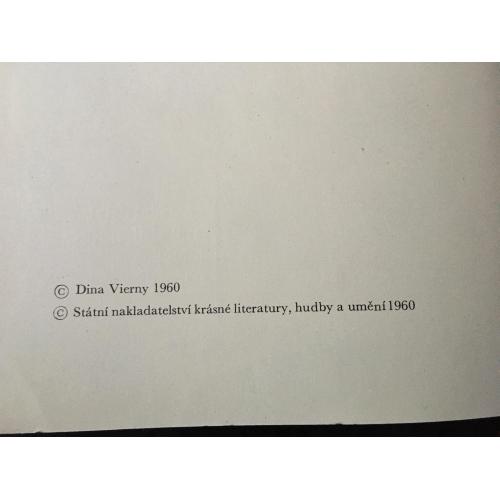 © Dina Vierny 1960
© Státní nakladatelství krásné literatury, hudby a umění 1960